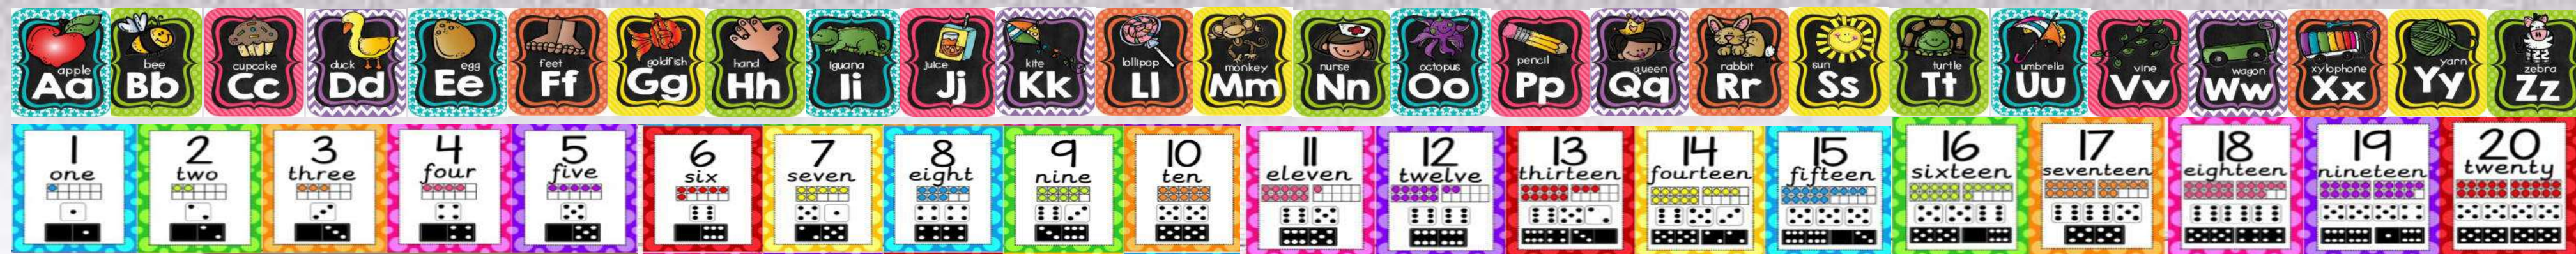 apple bee cupcake duck egg feet goldfish hand Iguana juice kite lollipop monkey nurse octopus pencil queen rabbit sun turtle umbrella vine wagon xylophone yarn zebra
Aa Bb Cc Dd Ee Ff Gg Hh Ii Jj Kk Ll Mm Nn Oo Pp Qq Rr Ss Tt Uu Vv Ww Xx Yy Zz
1 2 3 4 5 6 7 8 9 10 11 12 13 14 15 16 17 18 19 20
one two three four five six seven eight nine ten eleven twelve thirteen fourteen fifteen sixteen seventeen eighteen nineteen twenty